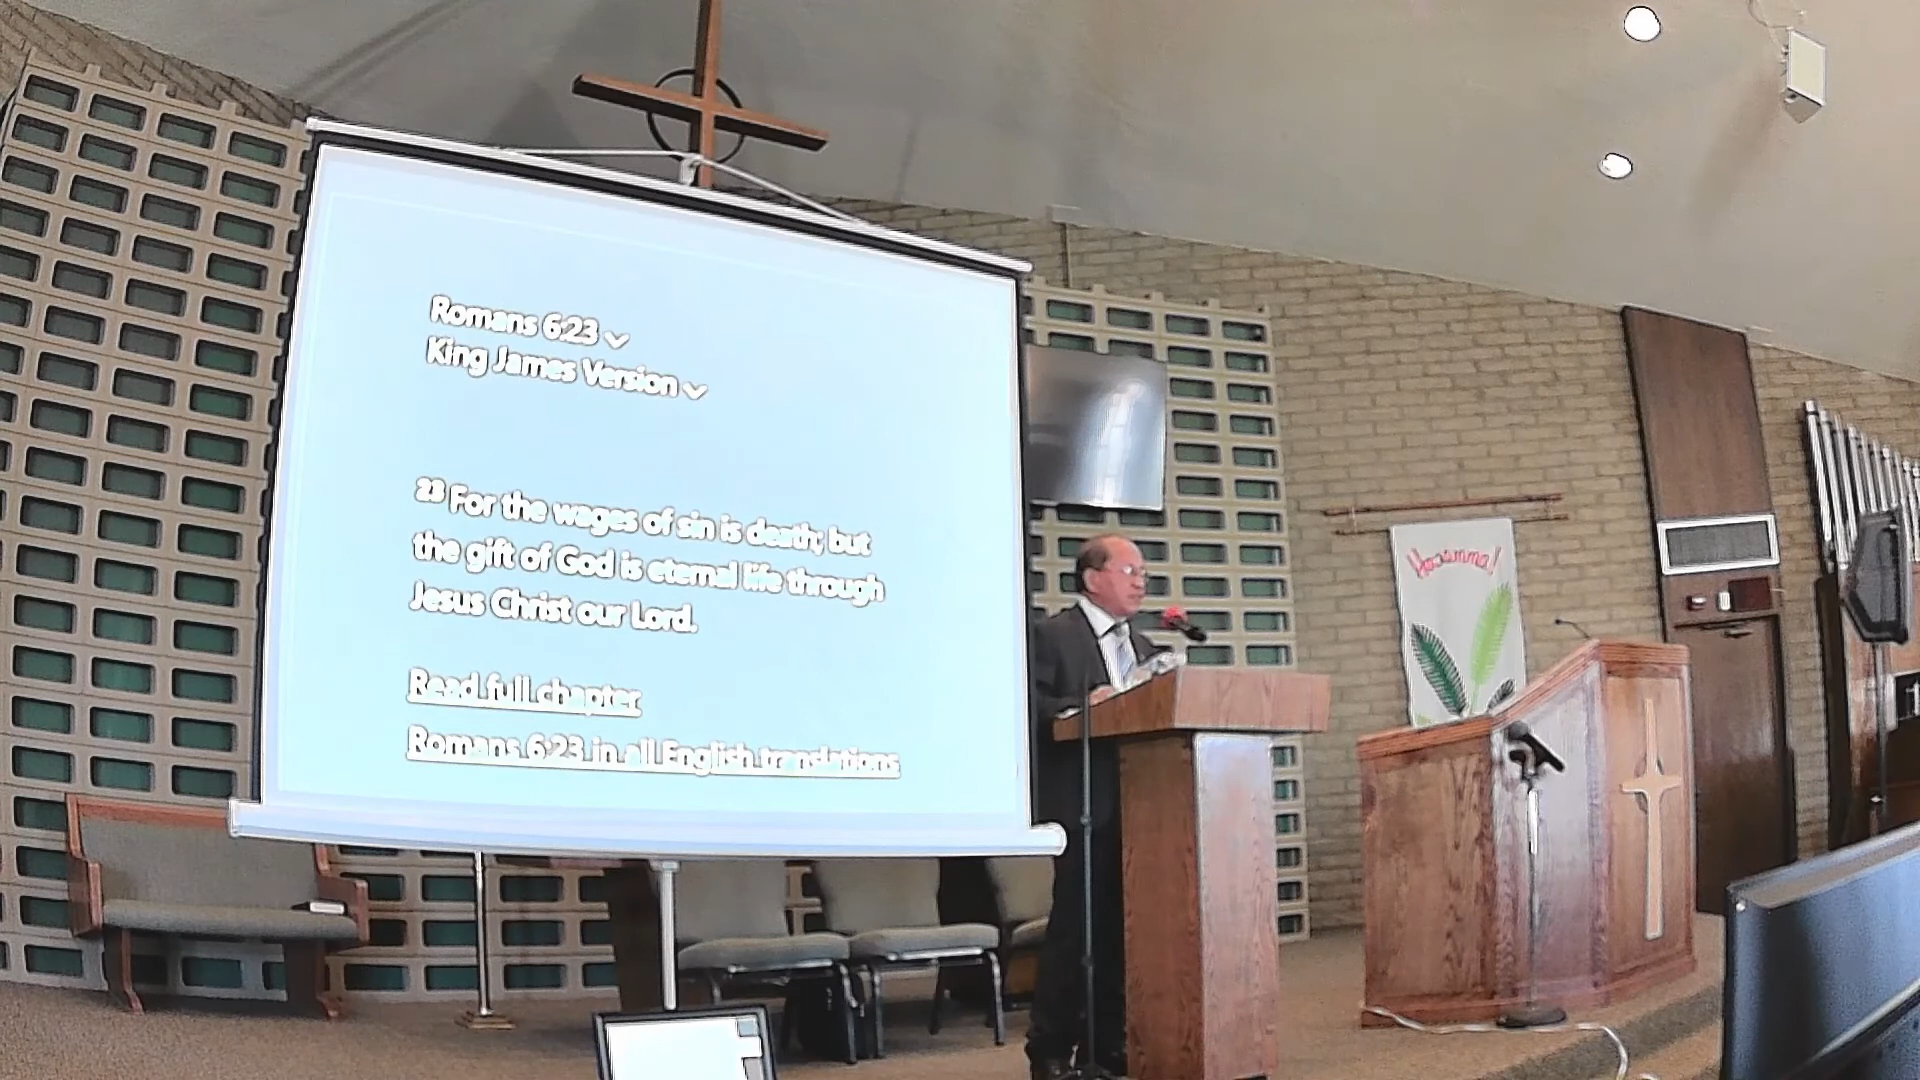 Romans 6:23
King James Version
23 For the wages of sin is death; but
the gift of God is eternal life through
Jesus Christ our Lord.
Read full chapter
Romans 6:23 in all English translations
Hosanna!